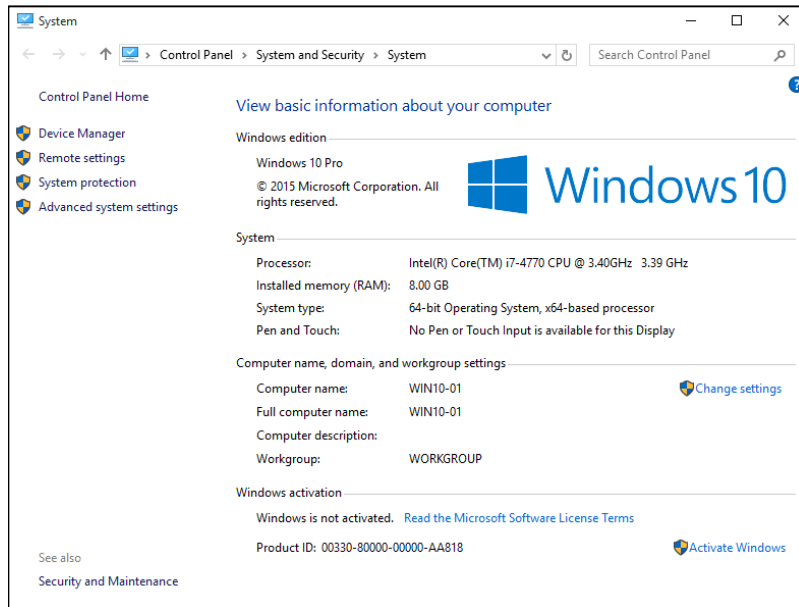 System
Control Panel > System and Security > System
Search Control Panel
?
Control Panel Home
Device Manager
Remote settings
System protection
Advanced system settings
See also
Security and Maintenance
View basic information about your computer
Windows edition
Windows 10 Pro
© 2015 Microsoft Corporation. All
rights reserved.
Windows 10
System
Processor: Intel(R) Core(TM) i7-4770 CPU @ 3.40GHz 3.39 GHz
Installed memory (RAM): 8.00 GB
System type: 64-bit Operating System, x64-based processor
Pen and Touch: No Pen or Touch Input is available for this Display
Computer name, domain, and workgroup settings
Computer name: WIN10-01 Change settings
Full computer name: WIN10-01
Computer description:
Workgroup: WORKGROUP
Windows activation
Windows is not activated. Read the Microsoft Software License Terms
Product ID: 00330-80000-00000-AA818 Activate Windows